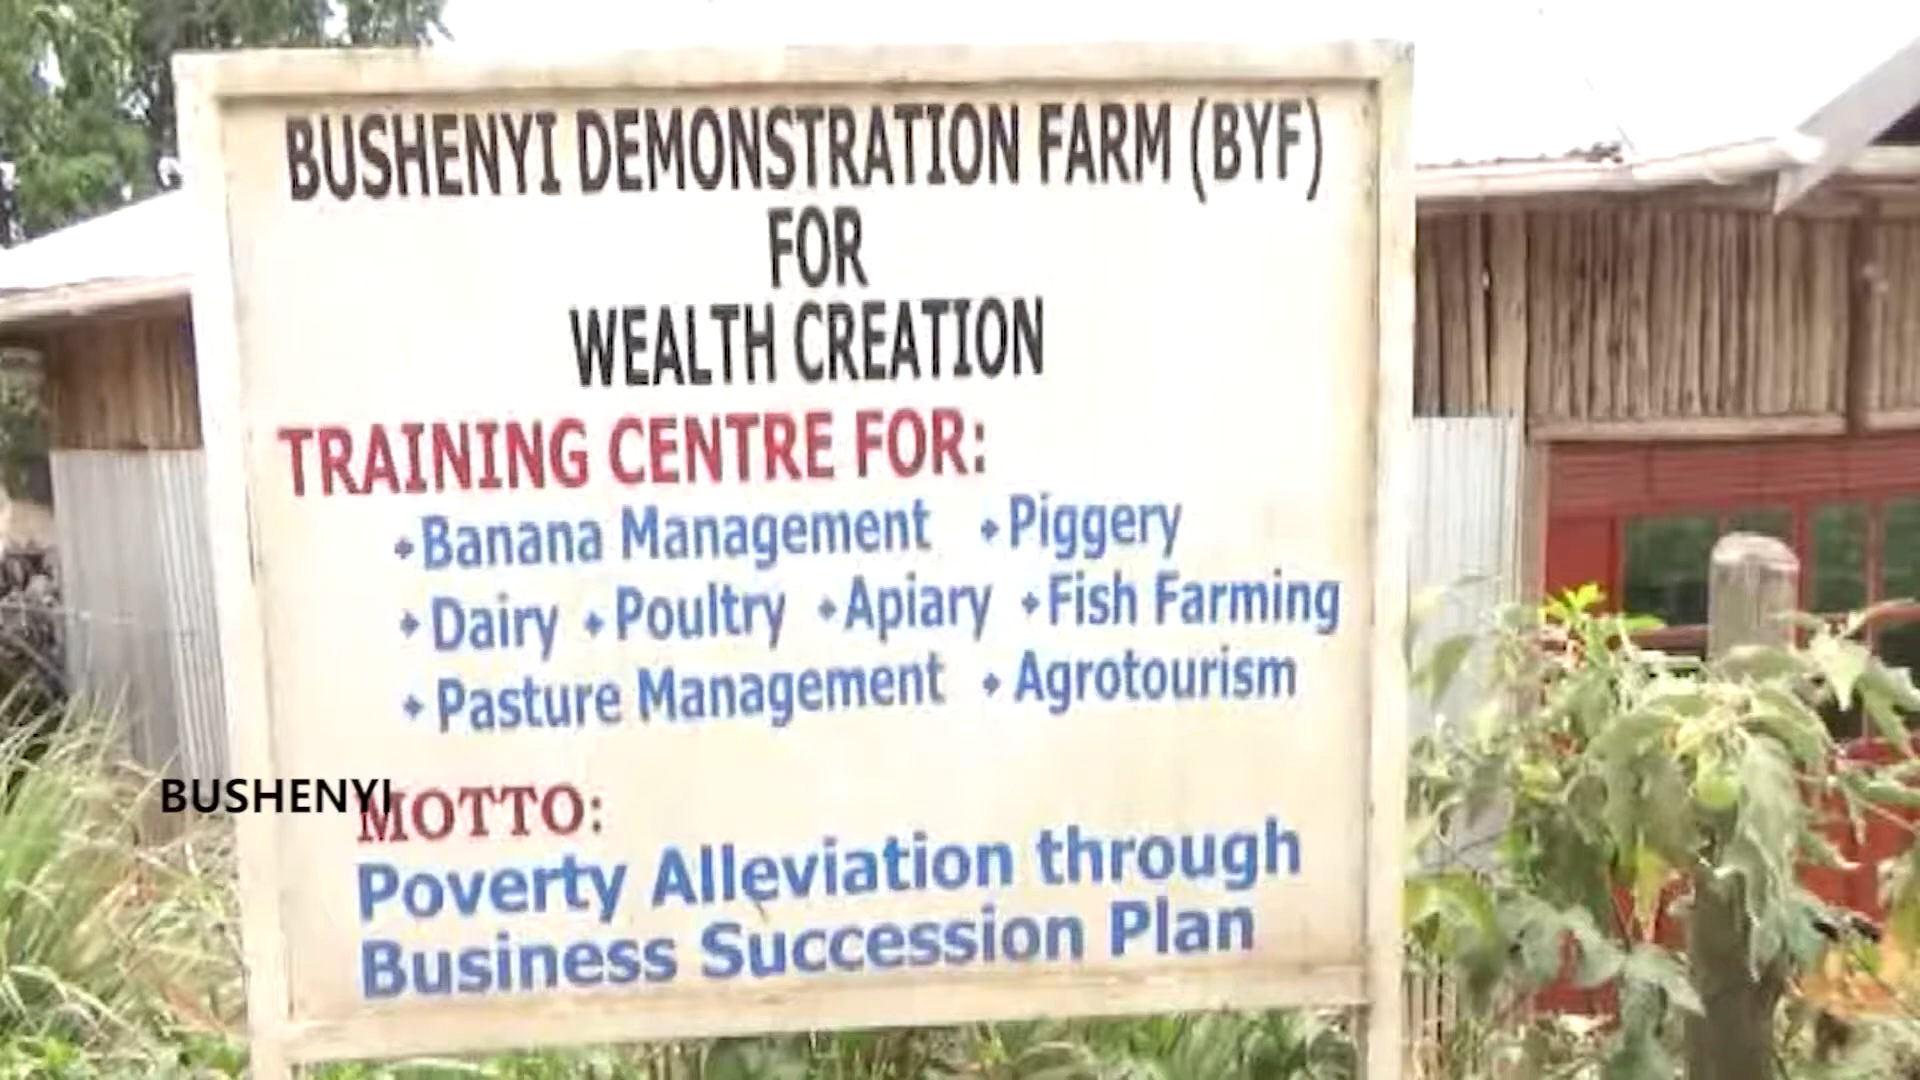 BUSHENYI DEMONSTRATION FARM (BYF)
FOR
WEALTH CREATION
TRAINING CENTRE FOR:
•Banana Management •Piggery
•Dairy •Poultry •Apiary •Fish Farming
•Pasture Management •Agrotourism
BUSHENYI
MOTTO:
Poverty Alleviation through
Business Succession Plan